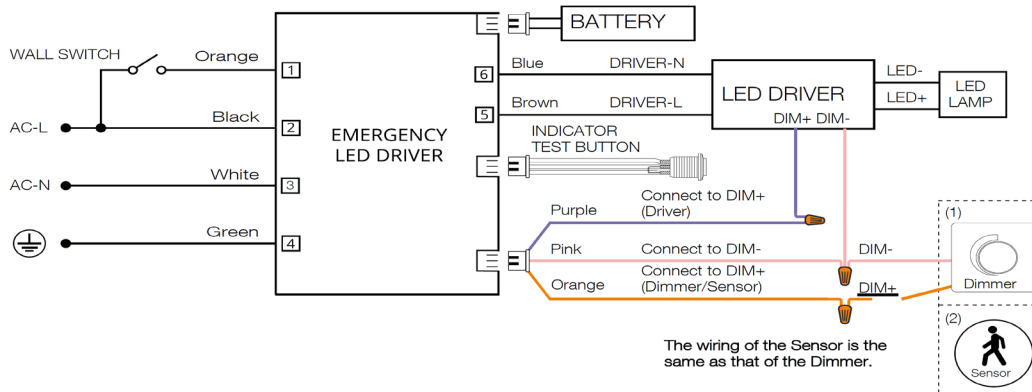 BATTERY
WALL SWITCH
Orange
1
6
Blue
DRIVER-N
LED DRIVER
LED-
LED+
LED
LAMP
AC-L
Black
2
5
Brown
DRIVER-L
DIM+ DIM-
EMERGENCY
LED DRIVER
INDICATOR
TEST BUTTON
AC-N
White
3
Green
4
Purple
Connect to DIM+
(Driver)
Pink
Connect to DIM-
DIM-
Orange
Connect to DIM+
(Dimmer/Sensor)
DIM+
(1)
Dimmer
(2)
Sensor
The wiring of the Sensor is the
same as that of the Dimmer.